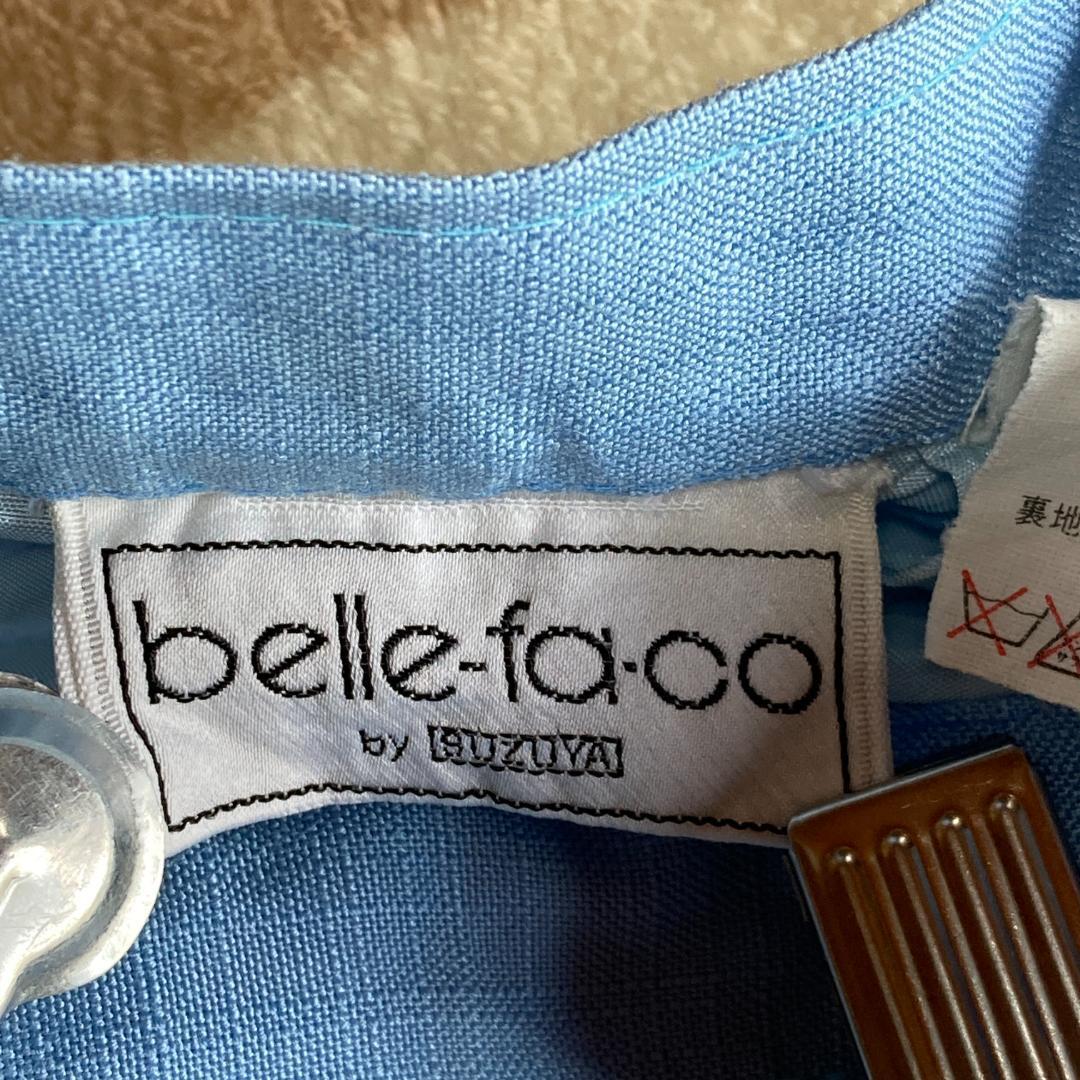 belle-fa・co
by SUZUYA
裏地